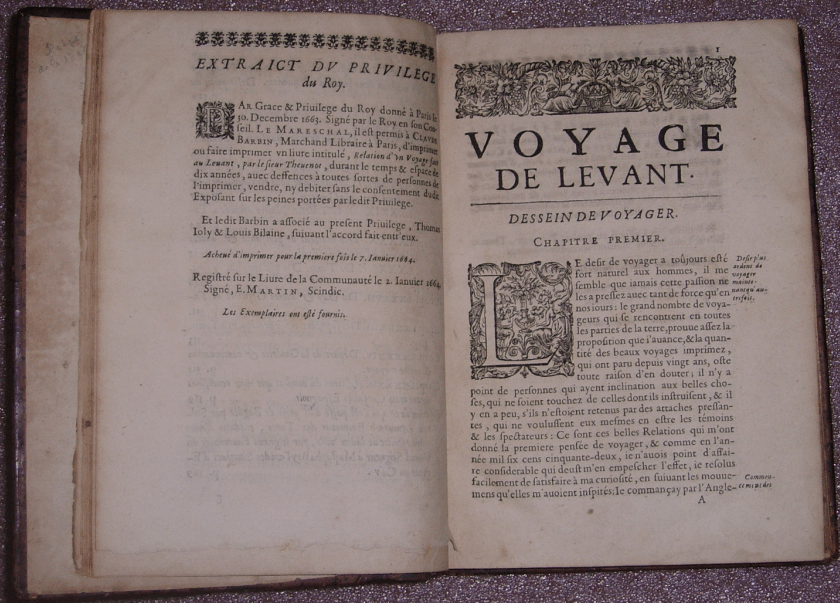 EXTRAICT DV PRIVILEGE
du Roy.
PAR Grace & Priuilege du Roy donné à Paris le
30. Decembre 1663. Signé par le Roy en son Con-
seil. LE MARESCHAL, il est permis à CLAVDE
BARBIN, Marchand Libraire à Paris, d'imprimer
ou faire imprimer vn liure intitulé, Relation d'vn Voyage fait
au Leuant, par le sieur Theuenot, durant le temps & espace de
dix années, auec deffences à toutes sortes de personnes de
l'imprimer, vendre, ny debiter sans le consentement dudit
Exposant sur les peines portées par ledit Priuilege.
Et ledit Barbin a associé au present Priuilege, Thomas
Ioly & Louis Bilaine, suiuant l'accord fait entr'eux.
Acheué d'imprimer pour la premiere fois le 7. Ianuier 1664.
Registré sur le Liure de la Communauté le 2. Ianuier 1664.
Signé, E. MARTIN, Scindic.
Les Exemplaires ont esté fournis.
1
VOYAGE
DE LEVANT.
DESSEIN DE VOYAGER.
CHAPITRE PREMIER.
LE desir de voyager a toûjours esté
fort naturel aux hommes, il me
semble que iamais cette passion ne
les a pressez auec tant de force qu'en
nos iours: le grand nombre de voya-
geurs qui se rencontrent en toutes
les parties de la terre, prouue assez la
proposition que i'auance, & la quan-
tité des beaux voyages imprimez,
qui ont paru depuis vingt ans, oste
toute raison d'en douter; il n'y a
point de personnes qui ayent inclination aux belles cho-
ses, qui ne soient touchez de celles dont ils instruisent, & il
y en a peu, s'ils n'estoient retenus par des attaches pressan-
tes, qui ne voulussent eux mesmes en estre les témoins
& les spectateurs: Ce sont ces belles Relations qui m'ont
donné la premiere pensée de voyager, & comme en l'an-
née mil six cens cinquante-deux, ie n'auois point d'affai-
re considerable qui deust m'en empescher l'effet, ie resolus
facilement de satisfaire à ma curiosité, en suiuant les mouue-
mens qu'elles m'auoient inspirés; Ie commançay par l'Angle-
A
Desir plus
ardent de
voyager
mainte-
nant qu'au-
trefois.
Commen-
cement des